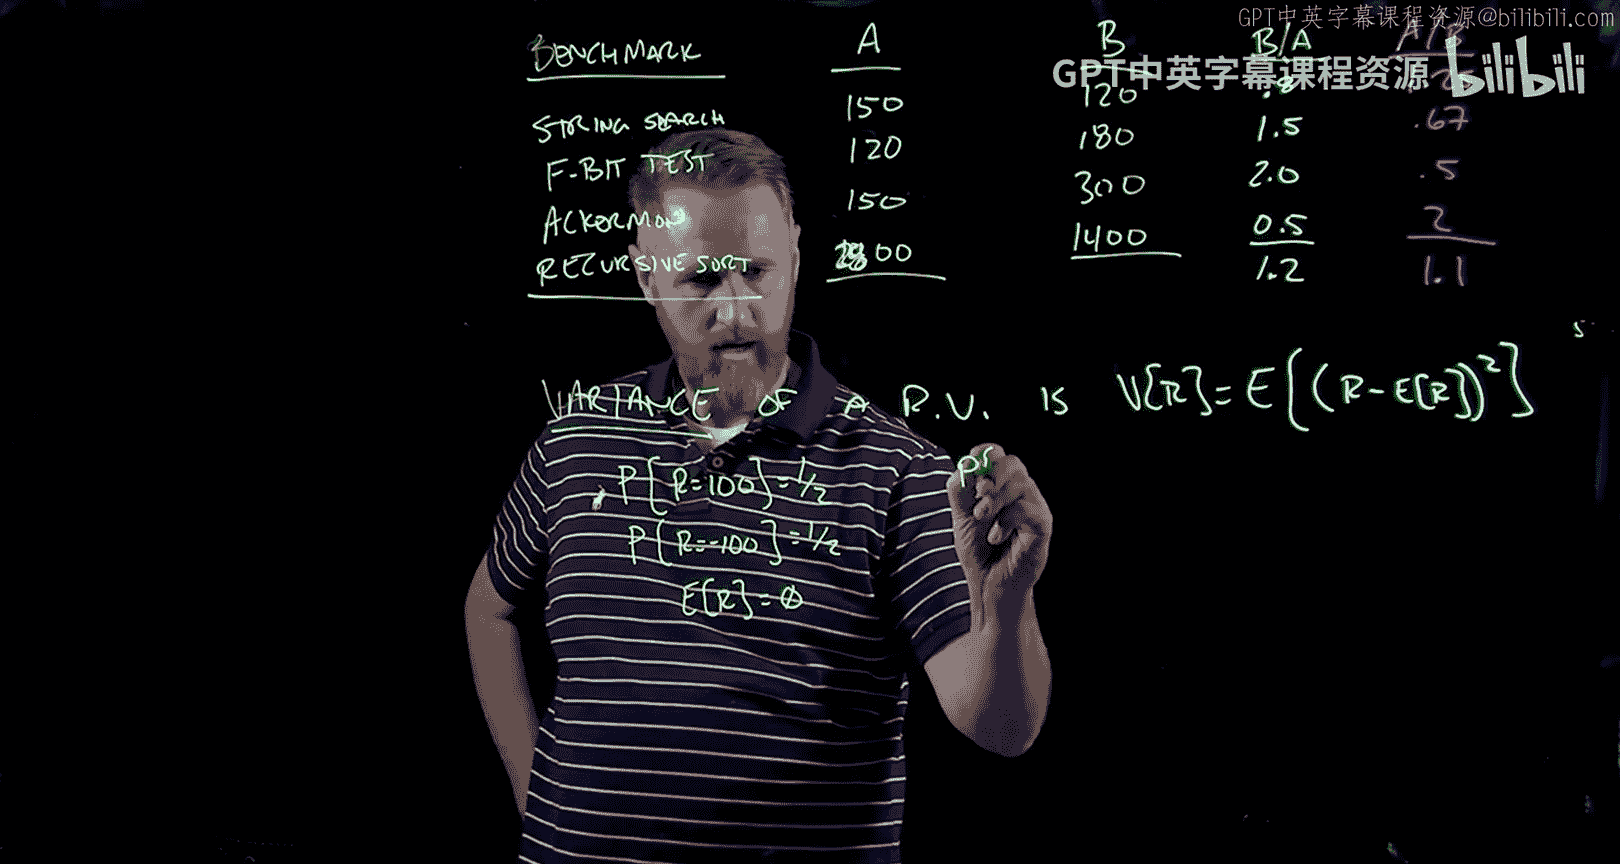 GPT中英字幕课程资源@bilibili.com
GPT中英字幕课程资源 bilibili
BENCHMARK A B B/A A/B
STRING SEARCH 150 120 .8
F-BIT TEST 120 180 1.5 .67
ACKERMON 150 300 2.0 .5
RECURSIVE SORT 00 1400 0.5 2
1.2 1.1
VARIANCE OF A R.V. IS V[R]=E[(R-E[R])²]
P[R=100]=1/2
P[R=-100]=1/2
E[R]=0